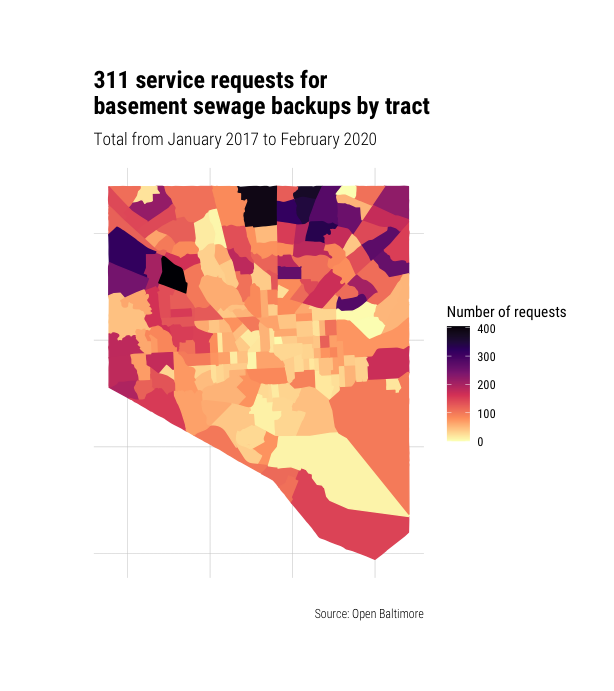 311 service requests for
basement sewage backups by tract
Total from January 2017 to February 2020
Number of requests
400
300
200
100
0
Source: Open Baltimore